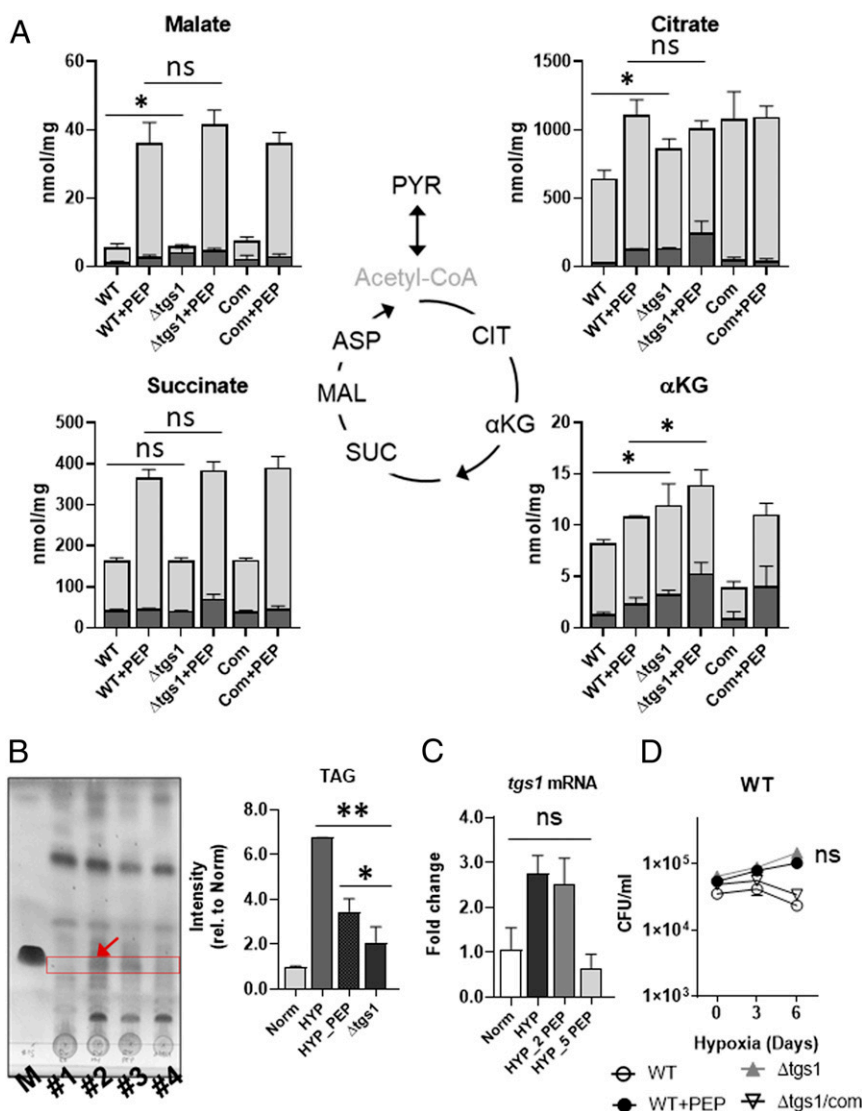 A
Malate
60
40
20
0
nmol/mg
ns
*
WT
WT+PEP
Δtgs1
Δtgs1+PEP
Com
Com+PEP
PYR
Acetyl-CoA
CIT
αKG
SUC
MAL
ASP
Citrate
1500
1000
500
0
nmol/mg
ns
*
WT
WT+PEP
Δtgs1
Δtgs1+PEP
Com
Com+PEP
Succinate
500
400
300
200
100
0
nmol/mg
ns
ns
WT
WT+PEP
Δtgs1
Δtgs1+PEP
Com
Com+PEP
αKG
20
15
10
5
0
nmol/mg
*
*
WT
WT+PEP
Δtgs1
Δtgs1+PEP
Com
Com+PEP
B
M
#1
#2
#3
#4
TAG
8.0
6.0
4.0
2.0
0
Intensity
(rel. to Norm)
**
*
Norm
HYP
HYP_PEP
Δtgs1
C
tgs1 mRNA
4.0
3.0
2.0
1.0
0.0
Fold change
ns
Norm
HYP
HYP_2 PEP
HYP_5 PEP
D
WT
1×10⁵
1×10⁴
1×10³
CFU/ml
ns
0 3 6
Hypoxia (Days)
WT
Δtgs1
WT+PEP
Δtgs1/com